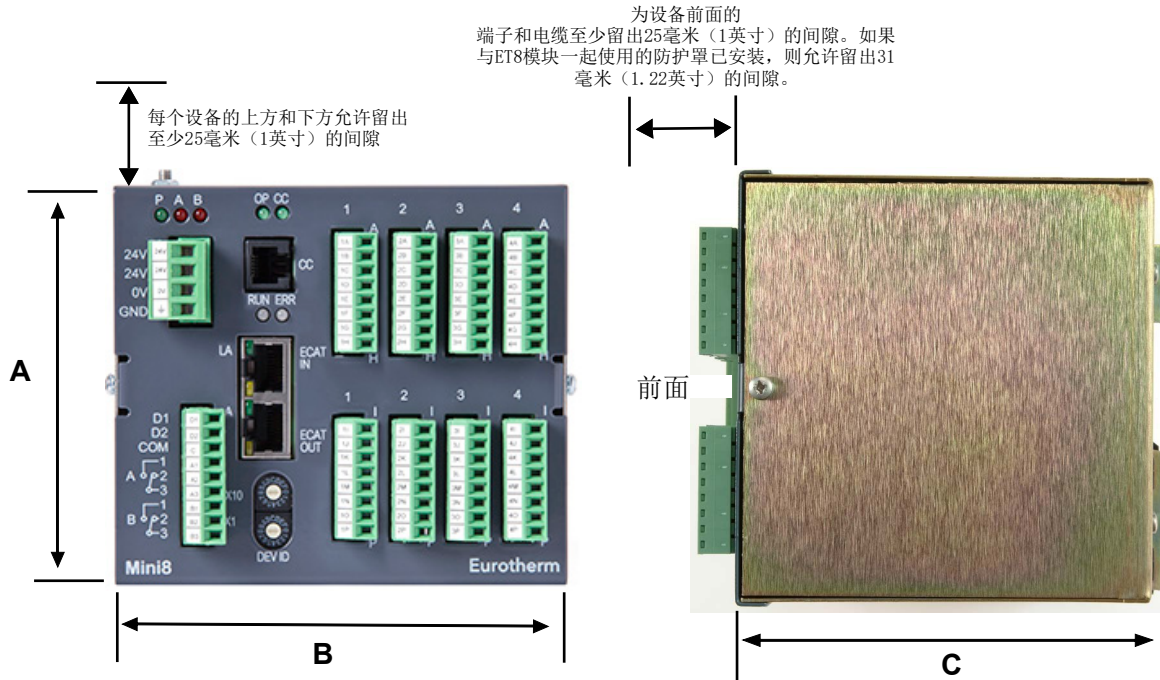 为设备前面的
端子和电缆至少留出25毫米（1英寸）的间隙。如果
与ET8模块一起使用的防护罩已安装，则允许留出31
毫米（1.22英寸）的间隙。
每个设备的上方和下方允许留出
至少25毫米（1英寸）的间隙
P A B
OP CC
1 2 3 4
A A A A
24V
24V
0V
GND
CC
RUN ERR
H H H H
LA
ECAT
IN
A
前面
1 2 3 4
I I I I
A
ECAT
OUT
D1
D2
COM
A 1
2
3
B 1
2
3
X10
X1
DEV ID
Mini8
Eurotherm
B
C